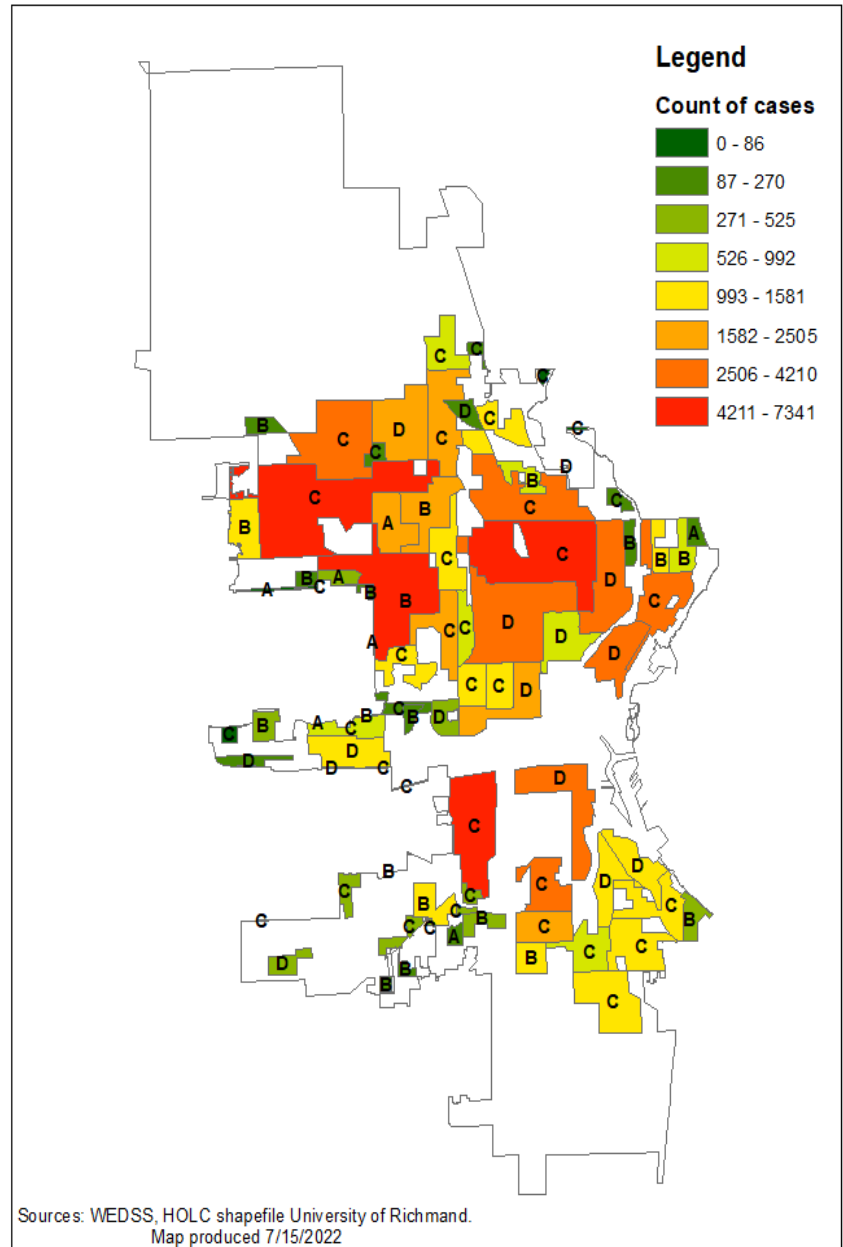 Legend
Count of cases
0 - 86
87 - 270
271 - 525
526 - 992
993 - 1581
1582 - 2505
2506 - 4210
4211 - 7341
C
C
C
D
C
C
B
C
D
C
C
D
B
C
C
C
A
B
B
C
C
D
B
A
B
B
B
A
C
A
B
B
C
A
C
C
C
D
D
D
C
C
C
D
C
B
D
C
B
A
C
B
D
D
D
C
C
D
C
D
D
C
B
C
C
B
C
C
B
A
C
C
C
B
C
C
D
B
B
C
B
C
Sources: WEDSS, HOLC shapefile University of Richmand.
Map produced 7/15/2022